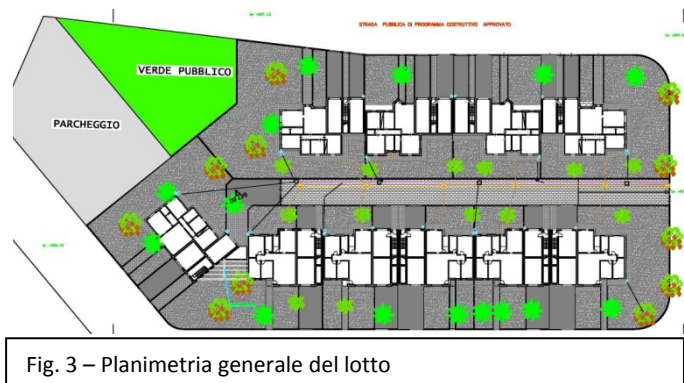 STRADA PUBBLICA DI PROGRAMMA COSTRUTTIVO APPROVATO
VERDE PUBBLICO
PARCHEGGIO
Fig. 3 – Planimetria generale del lotto